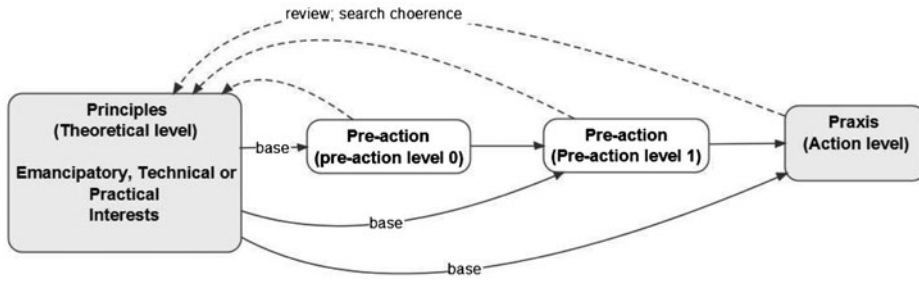 review; search choerence
Principles
(Theoretical level)
Emancipatory, Technical or
Practical
Interests
base
Pre-action
(pre-action level 0)
Pre-action
(Pre-action level 1)
Praxis
(Action level)
base
base